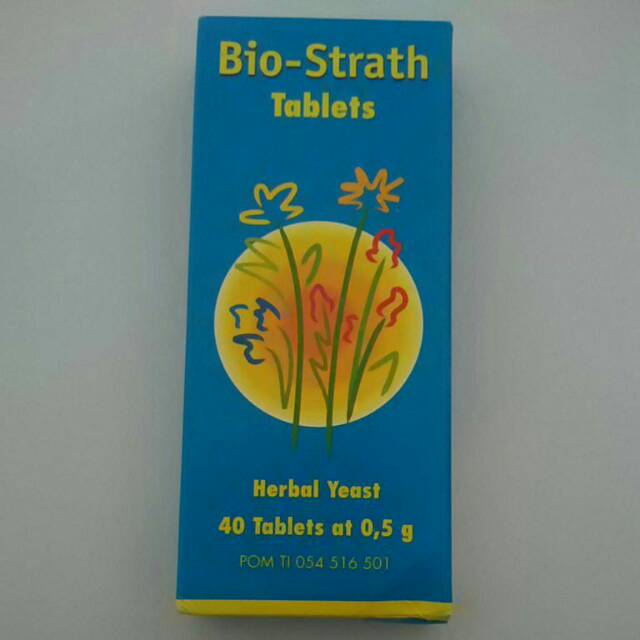 Bio-Strath
Tablets
Herbal Yeast
40 Tablets at 0,5 g
POM TI 054 516 501